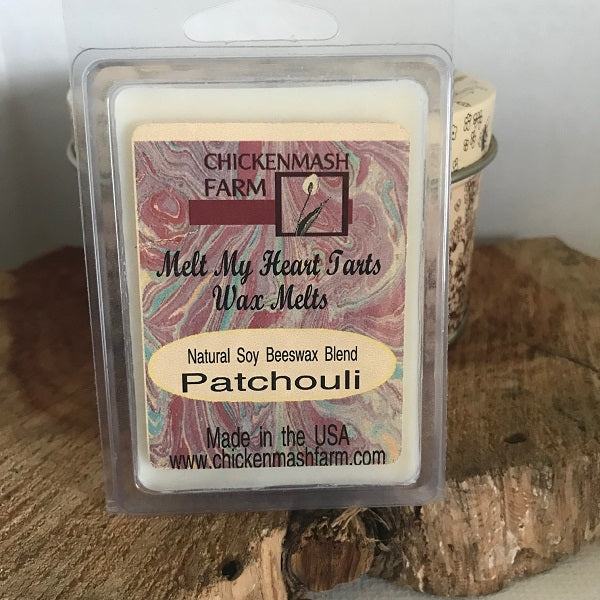 CHICKENMASH
FARM
Melt My Heart Tarts
Wax Melts
Natural Soy Beeswax Blend
Patchouli
Made in the USA
www.chickenmashfarm.com